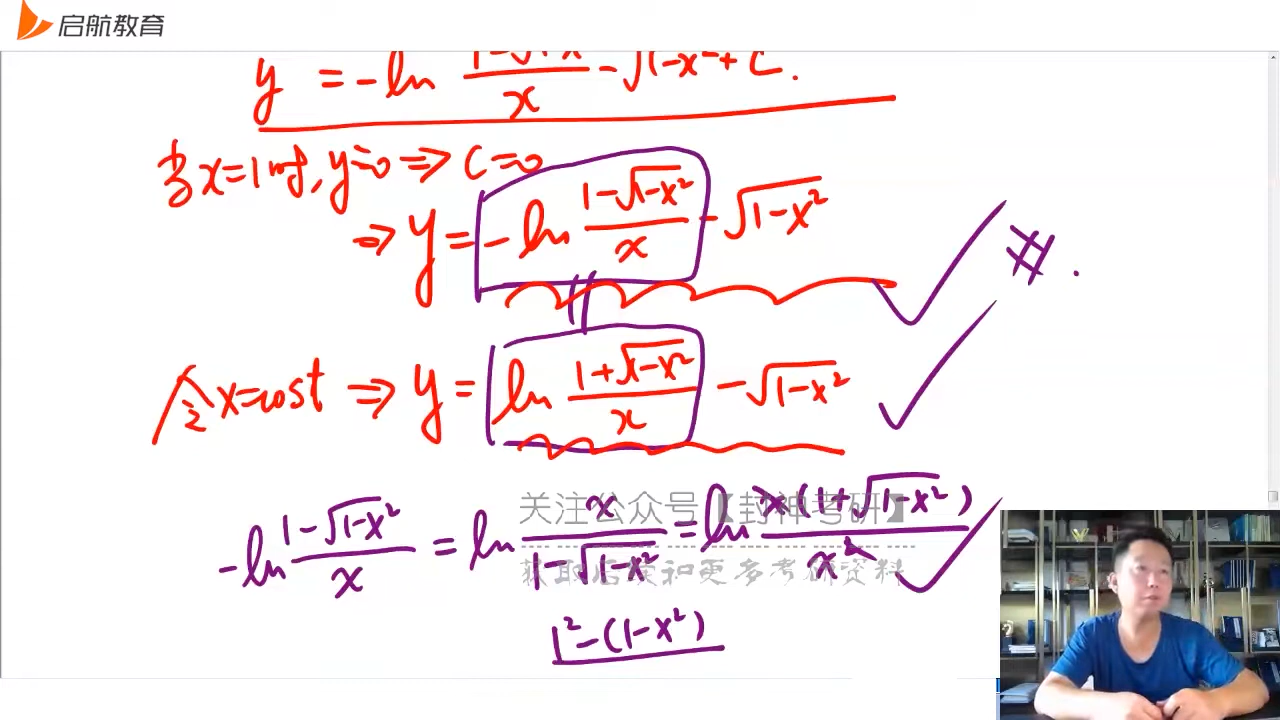 启航教育
y = -ln (1-√(1-x²))/x - √(1-x²) + C.
当x=1时, y=0 ⇒ C=0
⇒ y = -ln (1-√(1-x²))/x - √(1-x²)
#.
令x=cost ⇒ y = ln (1+√(1-x²))/x - √(1-x²)
关注公众号【封神考研】
-ln (1-√(1-x²))/x = ln x/(1-√(1-x²)) = ln x(1+√(1-x²))/x²
获取后续和更多考研资料
1²-(1-x²)